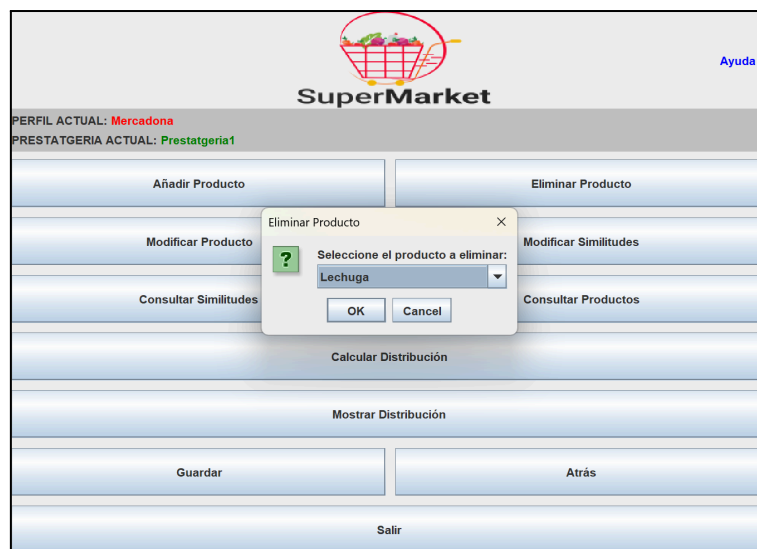 SuperMarket
Ayuda
PERFIL ACTUAL: Mercadona
PRESTATGERIA ACTUAL: Prestatgeria1
Añadir Producto
Eliminar Producto
Eliminar Producto
Modificar Producto
Seleccione el producto a eliminar:
Modificar Similitudes
?
Lechuga
Consultar Similitudes
OK
Cancel
Consultar Productos
Calcular Distribución
Mostrar Distribución
Guardar
Atrás
Salir